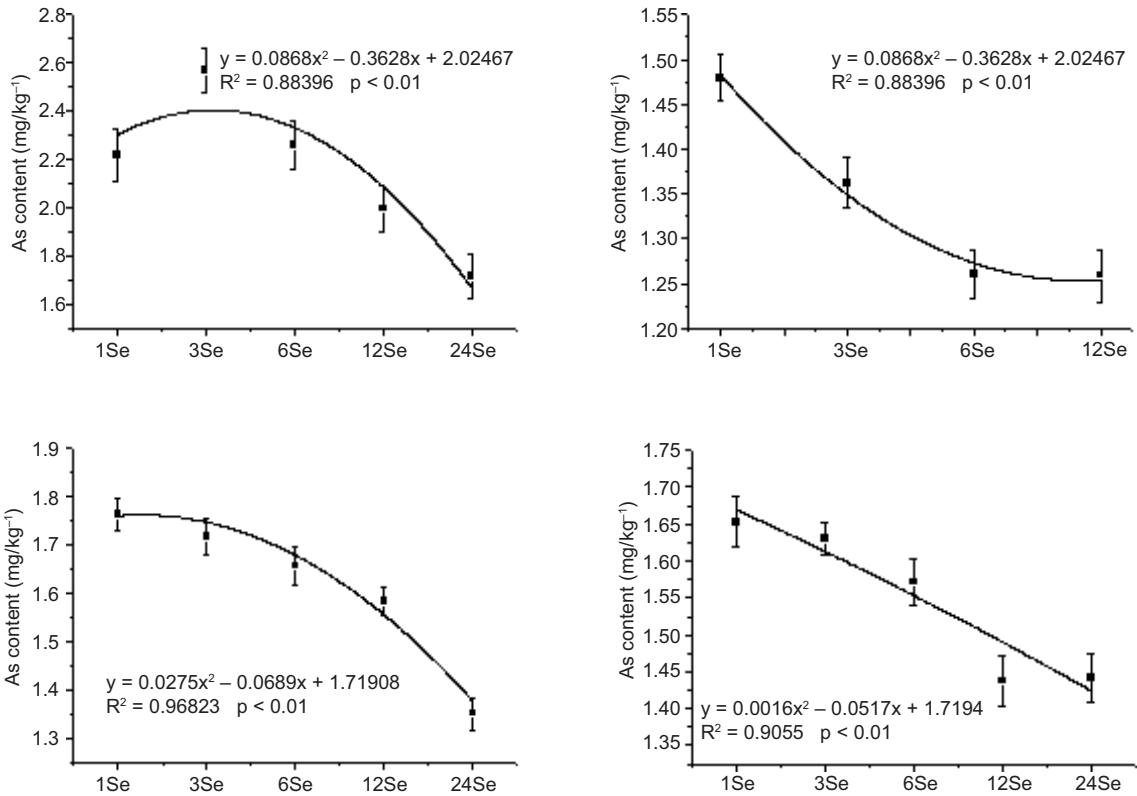 2.8
2.6
2.4
2.2
2.0
1.8
1.6
As content (mg/kg⁻¹)
y = 0.0868x² – 0.3628x + 2.02467
R² = 0.88396 p < 0.01
1Se 3Se 6Se 12Se 24Se
1.55
1.50
1.45
1.40
1.35
1.30
1.25
1.20
As content (mg/kg⁻¹)
y = 0.0868x² – 0.3628x + 2.02467
R² = 0.88396 p < 0.01
1Se 3Se 6Se 12Se
1.9
1.8
1.7
1.6
1.5
1.4
1.3
As content (mg/kg⁻¹)
y = 0.0275x² – 0.0689x + 1.71908
R² = 0.96823 p < 0.01
1Se 3Se 6Se 12Se 24Se
1.75
1.70
1.65
1.60
1.55
1.50
1.45
1.40
1.35
As content (mg/kg⁻¹)
y = 0.0016x² – 0.0517x + 1.7194
R² = 0.9055 p < 0.01
1Se 3Se 6Se 12Se 24Se